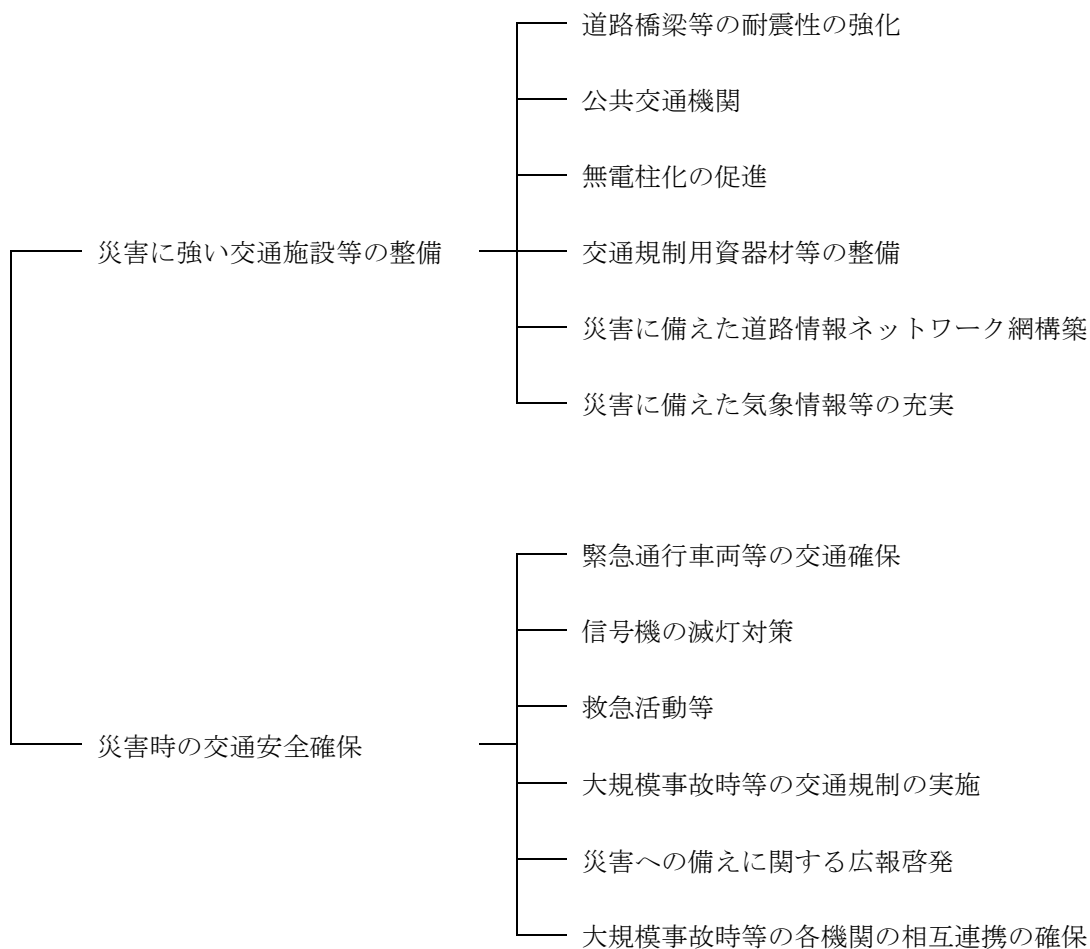 道路橋梁等の耐震性の強化
公共交通機関
無電柱化の促進
災害に強い交通施設等の整備
交通規制用資器材等の整備
災害に備えた道路情報ネットワーク網構築
災害に備えた気象情報等の充実
緊急通行車両等の交通確保
信号機の滅灯対策
救急活動等
災害時の交通安全確保
大規模事故時等の交通規制の実施
災害への備えに関する広報啓発
大規模事故時等の各機関の相互連携の確保